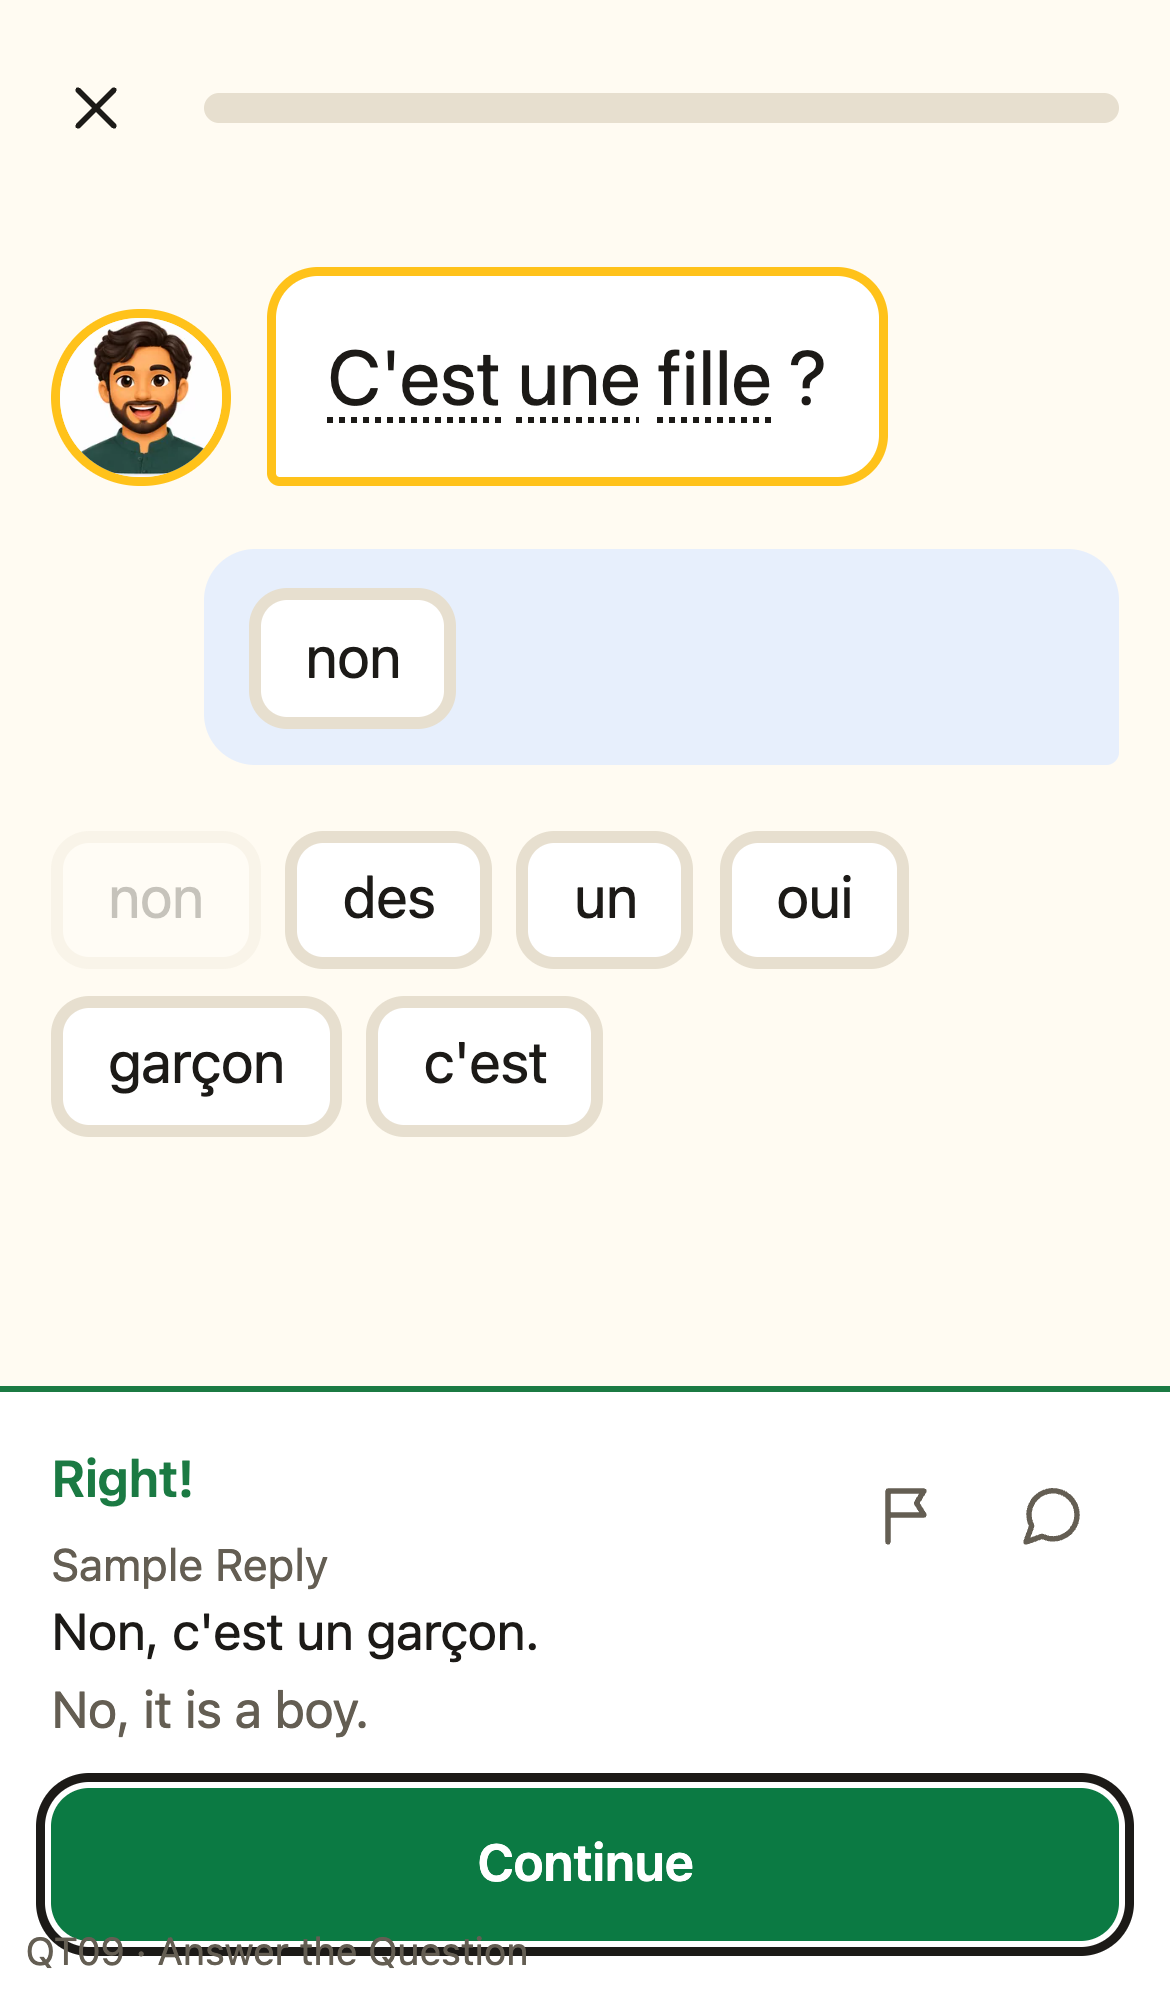 C'est une fille ?
non
non des un oui
garçon c'est
Right!
Sample Reply
Non, c'est un garçon.
No, it is a boy.
Continue
QT09 · Answer the Question